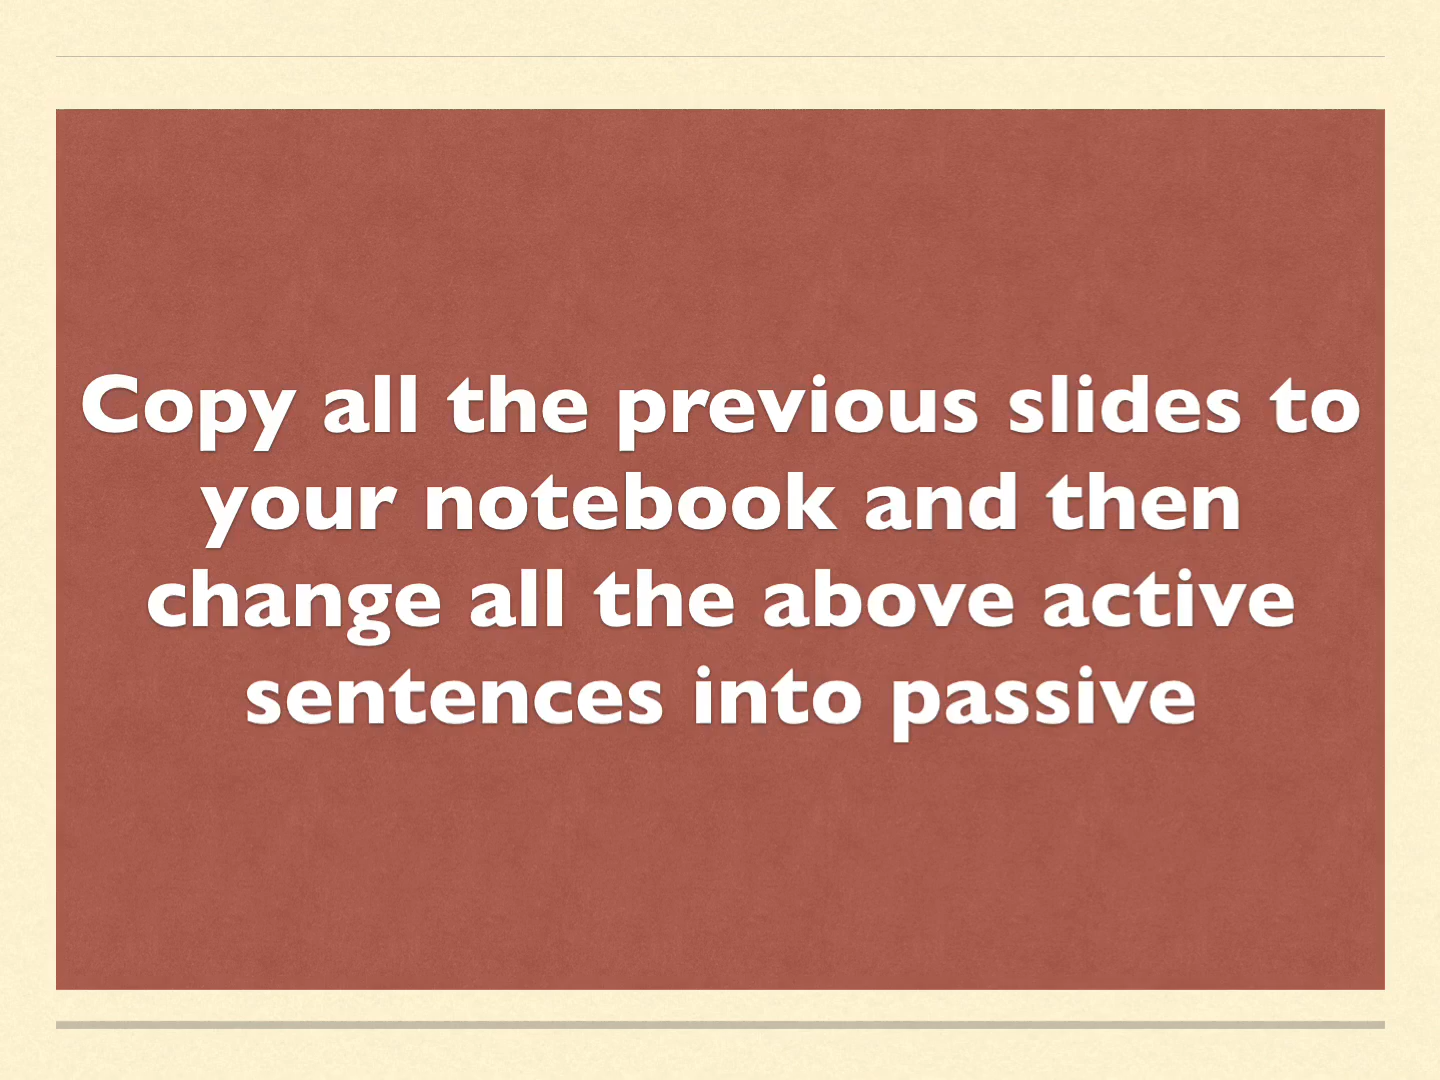 Copy all the previous slides to
your notebook and then
change all the above active
sentences into passive